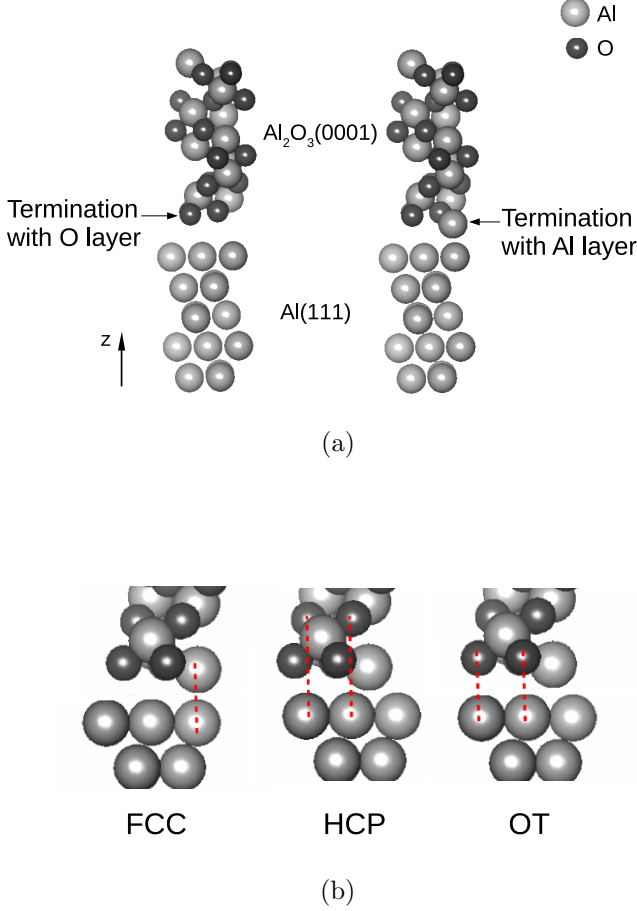 Al
O
Al₂O₃(0001)
Termination
with O layer
Termination
with Al layer
Al(111)
z
(a)
FCC HCP OT
(b)